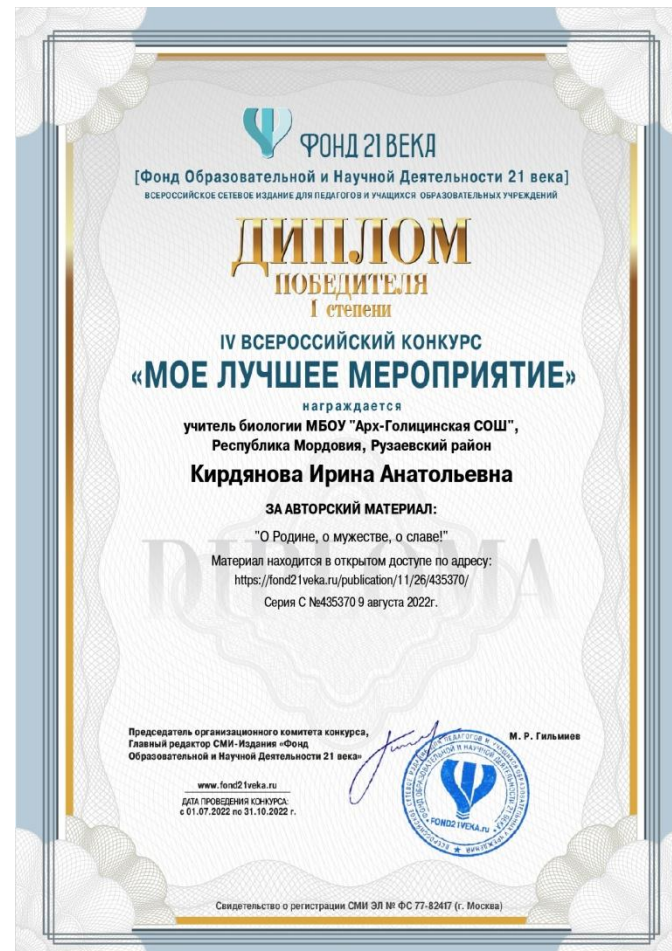 ФОНД 21 ВЕКА
[Фонд Образовательной и Научной Деятельности 21 века]
ВСЕРОССИЙСКОЕ СЕТЕВОЕ ИЗДАНИЕ ДЛЯ ПЕДАГОГОВ И УЧАЩИХСЯ ОБРАЗОВАТЕЛЬНЫХ УЧРЕЖДЕНИЙ
ДИПЛОМ
ПОБЕДИТЕЛЯ
I степени
IV ВСЕРОССИЙСКИЙ КОНКУРС
«МОЕ ЛУЧШЕЕ МЕРОПРИЯТИЕ»
награждается
учитель биологии МБОУ "Арх-Голицинская СОШ",
Республика Мордовия, Рузаевский район
Кирдянова Ирина Анатольевна
ЗА АВТОРСКИЙ МАТЕРИАЛ:
"О Родине, о мужестве, о славе!"
DIPLOMA
Материал находится в открытом доступе по адресу:
https://fond21veka.ru/publication/11/26/435370/
Серия С №435370 9 августа 2022г.
Председатель организационного комитета конкурса,
Главный редактор СМИ-Издания «Фонд
Образовательной и Научной Деятельности 21 века»
М. Р. Гильмиев
www.fond21veka.ru
ДАТА ПРОВЕДЕНИЯ КОНКУРСА:
с 01.07.2022 по 31.10.2022 г.
FOND21VEKA.ru
Свидетельство о регистрации СМИ ЭЛ № ФС 77-82417 (г. Москва)